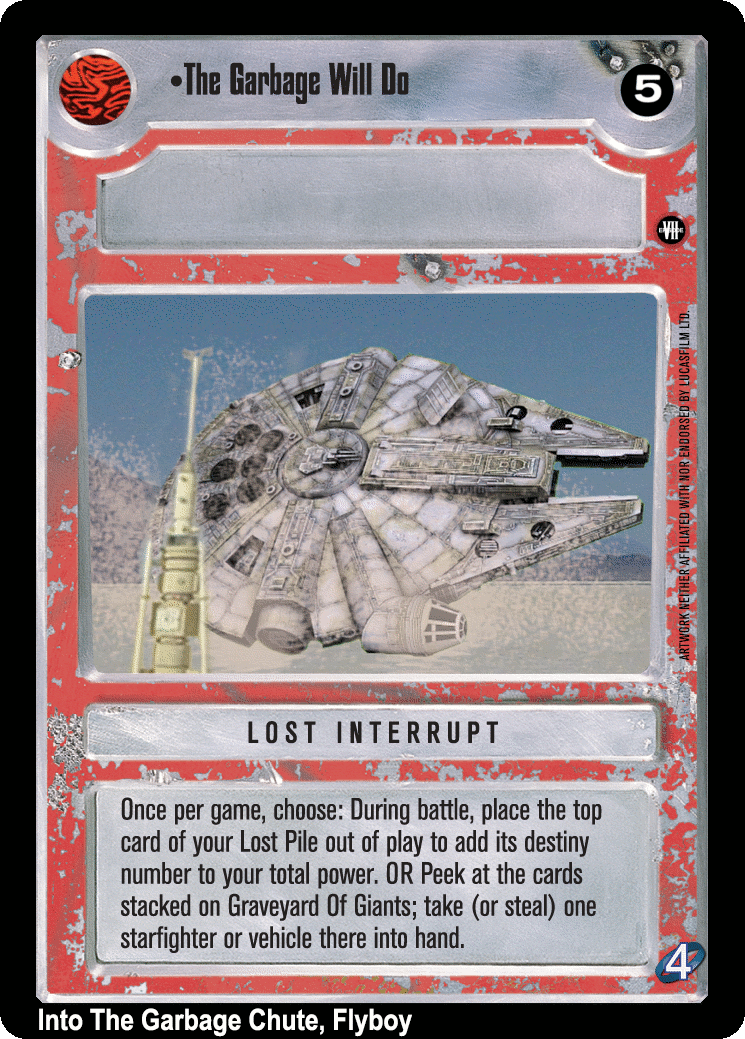 •The Garbage Will Do
5
EPISODE
VII
ARTWORK NEITHER AFFILIATED WITH NOR ENDORSED BY LUCASFILM LTD.
LOST INTERRUPT
Once per game, choose: During battle, place the top
card of your Lost Pile out of play to add its destiny
number to your total power. OR Peek at the cards
stacked on Graveyard Of Giants; take (or steal) one
starfighter or vehicle there into hand.
4
Into The Garbage Chute, Flyboy